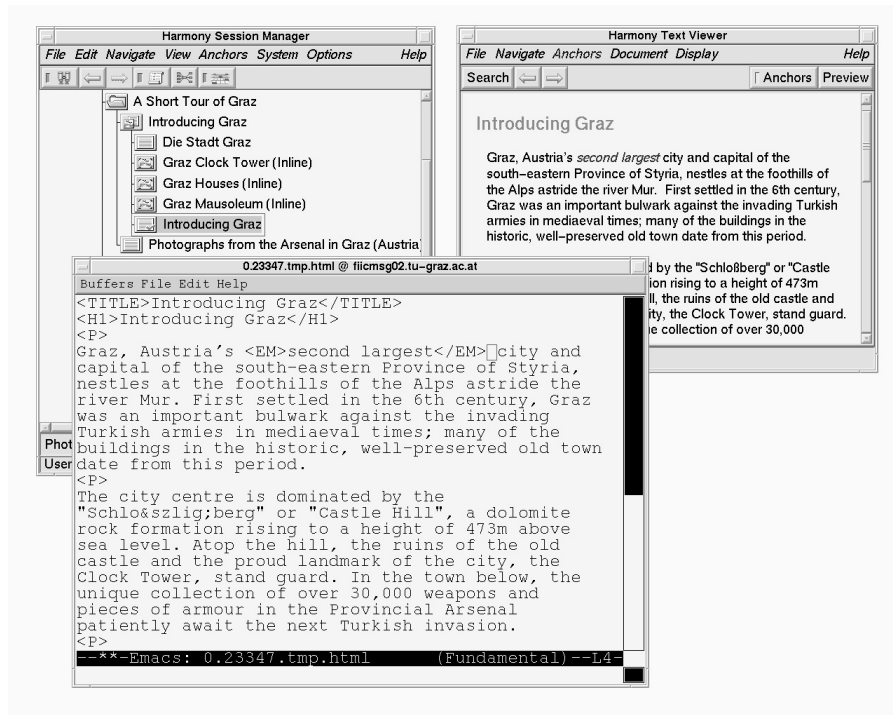 Harmony Session Manager
File Edit Navigate View Anchors System Options Help
A Short Tour of Graz
Introducing Graz
Die Stadt Graz
Graz Clock Tower (Inline)
Graz Houses (Inline)
Graz Mausoleum (Inline)
Introducing Graz
Photographs from the Arsenal in Graz (Austria
Phot
User
Harmony Text Viewer
File Navigate Anchors Document Display Help
Search Anchors Preview
Introducing Graz
Graz, Austria's second largest city and capital of the
south-eastern Province of Styria, nestles at the foothills of
the Alps astride the river Mur. First settled in the 6th century,
Graz was an important bulwark against the invading Turkish
armies in mediaeval times; many of the buildings in the
historic, well-preserved old town date from this period.
d by the "Schloßberg" or "Castle
ion rising to a height of 473m
ll, the ruins of the old castle and
ity, the Clock Tower, stand guard.
e collection of over 30,000
0.23347.tmp.html @ fiicmsg02.tu-graz.ac.at
Buffers File Edit Help
<TITLE>Introducing Graz</TITLE>
<H1>Introducing Graz</H1>
<P>
Graz, Austria's <EM>second largest</EM> city and
capital of the south-eastern Province of Styria,
nestles at the foothills of the Alps astride the
river Mur. First settled in the 6th century, Graz
was an important bulwark against the invading
Turkish armies in mediaeval times; many of the
buildings in the historic, well-preserved old town
date from this period.
<P>
The city centre is dominated by the
"Schlo&szlig;berg" or "Castle Hill", a dolomite
rock formation rising to a height of 473m above
sea level. Atop the hill, the ruins of the old
castle and the proud landmark of the city, the
Clock Tower, stand guard. In the town below, the
unique collection of over 30,000 weapons and
pieces of armour in the Provincial Arsenal
patiently await the next Turkish invasion.
<P>
--**-Emacs: 0.23347.tmp.html (Fundamental)--L4-